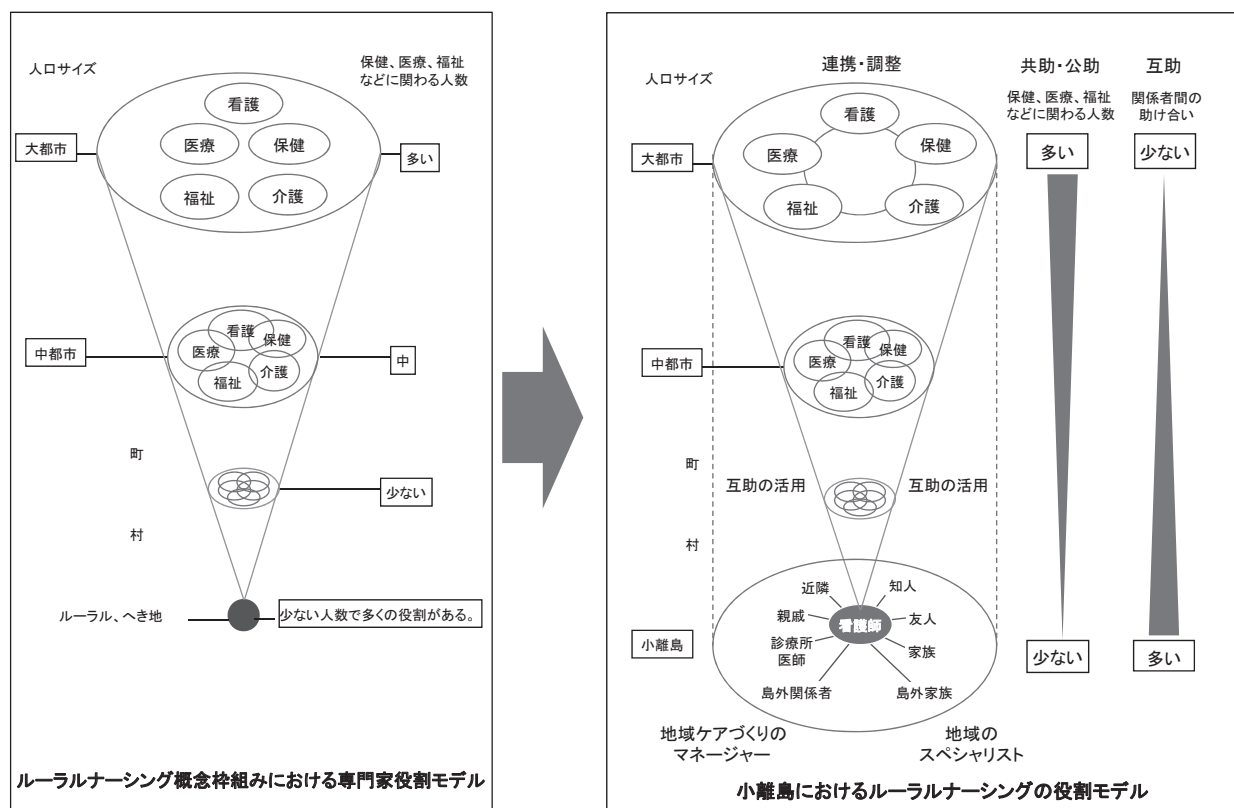 人口サイズ
保健、医療、福祉
などに関わる人数
看護
医療
保健
福祉
介護
大都市
多い
看護
保健
医療
介護
福祉
中都市
中
町
少ない
村
ルーラル、へき地
少ない人数で多くの役割がある。
ルーラルナーシング概念枠組みにおける専門家役割モデル
人口サイズ
連携・調整
共助・公助
互助
保健、医療、福祉
などに関わる人数
関係者間の
助け合い
看護
医療
保健
福祉
介護
大都市
多い
少ない
看護
保健
医療
介護
福祉
中都市
町
互助の活用
互助の活用
村
近隣
知人
親戚
看護師
友人
診療所
医師
家族
島外関係者
島外家族
小離島
少ない
多い
地域ケアづくりの
マネージャー
地域の
スペシャリスト
小離島におけるルーラルナーシングの役割モデル